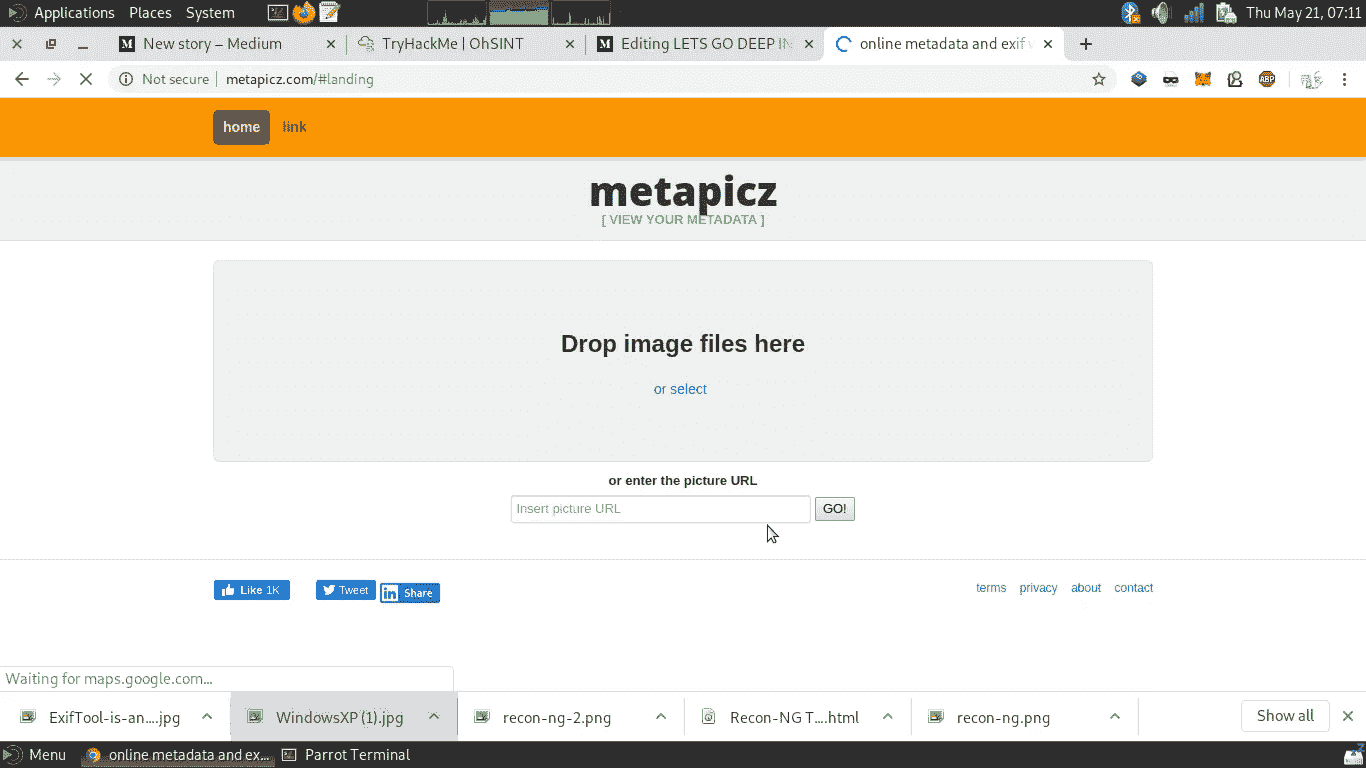 Applications Places System Thu May 21, 07:11
New story – Medium TryHackMe | OhSINT Editing LETS GO DEEP IN online metadata and exif v
Not secure metapicz.com/#landing
home link
metapicz
[ VIEW YOUR METADATA ]
Drop image files here
or select
or enter the picture URL
Insert picture URL GO!
Like 1K Tweet Share terms privacy about contact
Waiting for maps.google.com...
ExifTool-is-an....jpg WindowsXP (1).jpg recon-ng-2.png Recon-NG T....html recon-ng.png Show all
Menu online metadata and ex... Parrot Terminal